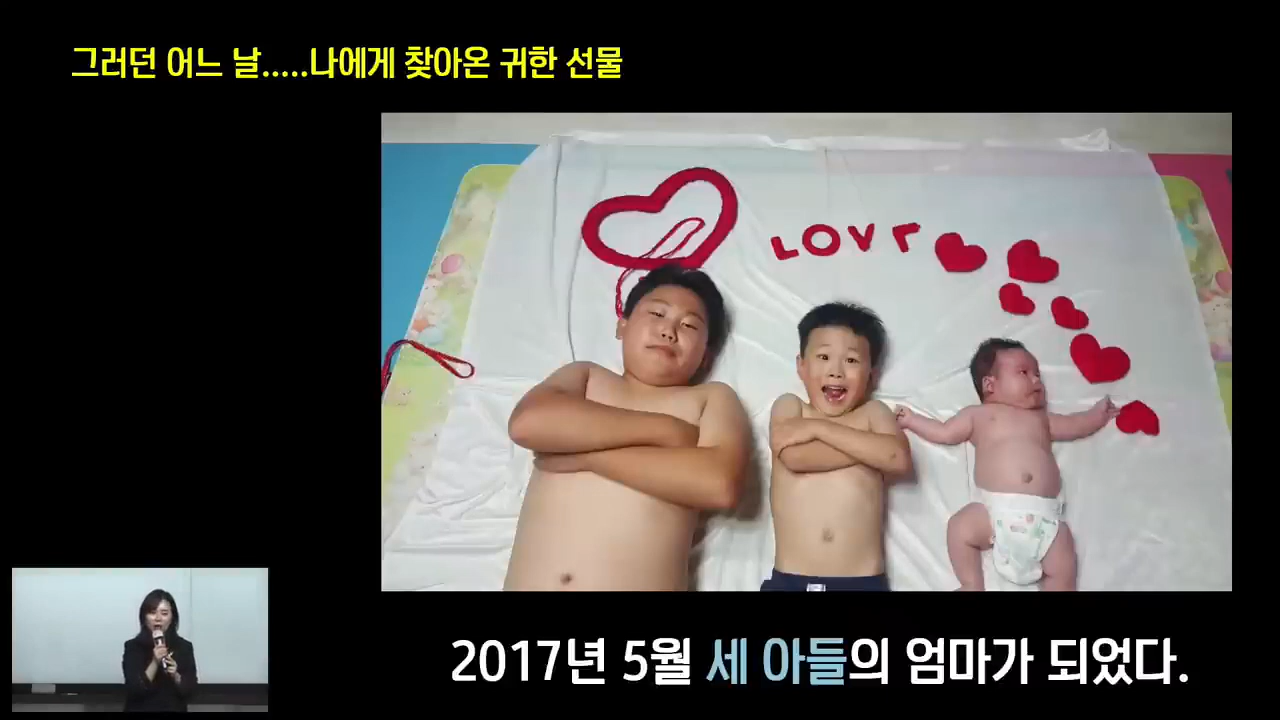 그러던 어느 날.....나에게 찾아온 귀한 선물
LOVE
2017년 5월 세 아들의 엄마가 되었다.